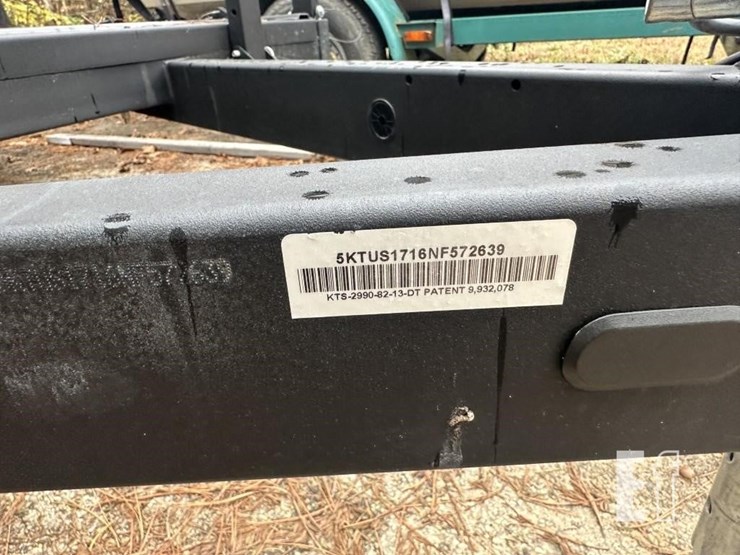 5KTUS1716NF572639
KTS-2990-82-13-DT PATENT 9,932,078